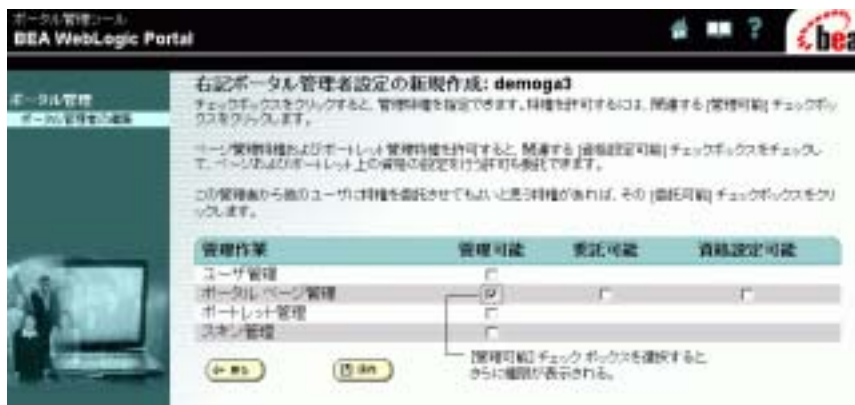 ポータル管理ツール
BEA WebLogic Portal
?
bea
ポータル管理
ポータル管理者の編集
右記ポータル管理者設定の新規作成: demoga3
チェックボックスをクリックすると、管理特権を指定できます。特権を許可するには、関連する [管理可能] チェックボッ
クスをクリックします。
ページ管理特権およびポートレット管理特権を許可すると、関連する [資格設定可能] チェックボックスをチェックし
て、ページおよびポートレット上の資格の設定を行う許可も委託できます。
この管理者から他のユーザに特権を委託させてもよいと思う特権があれば、その [委託可能] チェックボックスをクリ
ックします。
管理作業 管理可能 委託可能 資格設定可能
ユーザ管理
ポータル ページ管理
ポートレット管理
スキン管理
戻る 保存
[管理可能] チェック ボックスを選択すると
さらに権限が表示される。